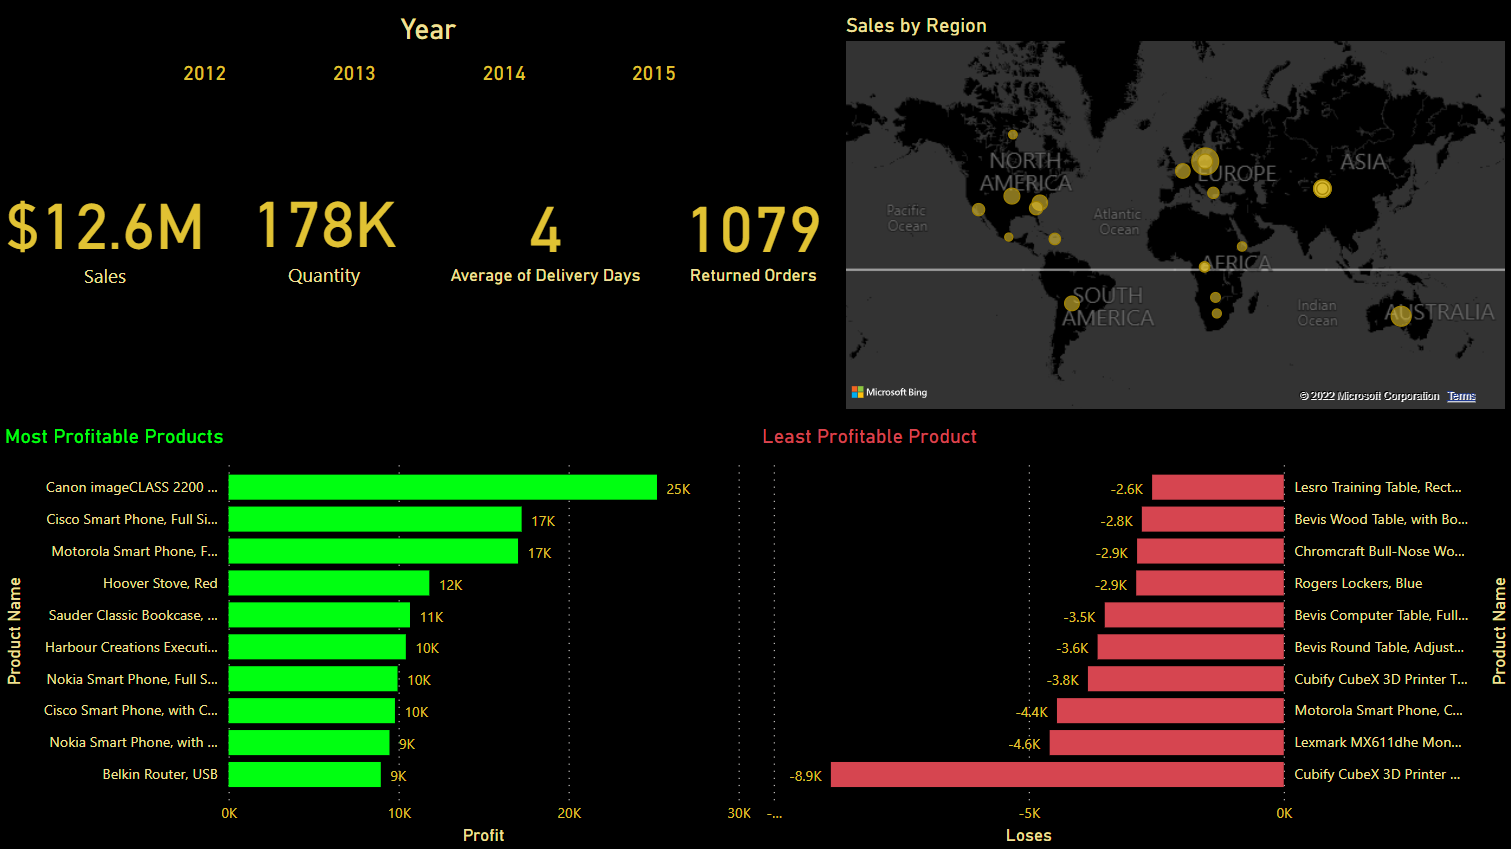 Year
2012 2013 2014 2015
$12.6M
Sales
178K
Quantity
4
Average of Delivery Days
1079
Returned Orders
Sales by Region
NORTH
AMERICA
EUROPE
ASIA
Pacific
Ocean
Atlantic
Ocean
AFRICA
SOUTH
AMERICA
Indian
Ocean
AUSTRALIA
Microsoft Bing
© 2022 Microsoft Corporation Terms
Most Profitable Products
Product Name
Canon imageCLASS 2200 ... 25K
Cisco Smart Phone, Full Si... 17K
Motorola Smart Phone, F... 17K
Hoover Stove, Red 12K
Sauder Classic Bookcase, ... 11K
Harbour Creations Executi... 10K
Nokia Smart Phone, Full S... 10K
Cisco Smart Phone, with C... 10K
Nokia Smart Phone, with ... 9K
Belkin Router, USB 9K
0K 10K 20K 30K
Profit
Least Profitable Product
-2.6K Lesro Training Table, Rect...
-2.8K Bevis Wood Table, with Bo...
-2.9K Chromcraft Bull-Nose Wo...
-2.9K Rogers Lockers, Blue
-3.5K Bevis Computer Table, Full...
-3.6K Bevis Round Table, Adjust...
-3.8K Cubify CubeX 3D Printer T...
-4.4K Motorola Smart Phone, C...
-4.6K Lexmark MX611dhe Mon...
-8.9K Cubify CubeX 3D Printer ...
-... -5K 0K
Loses
Product Name